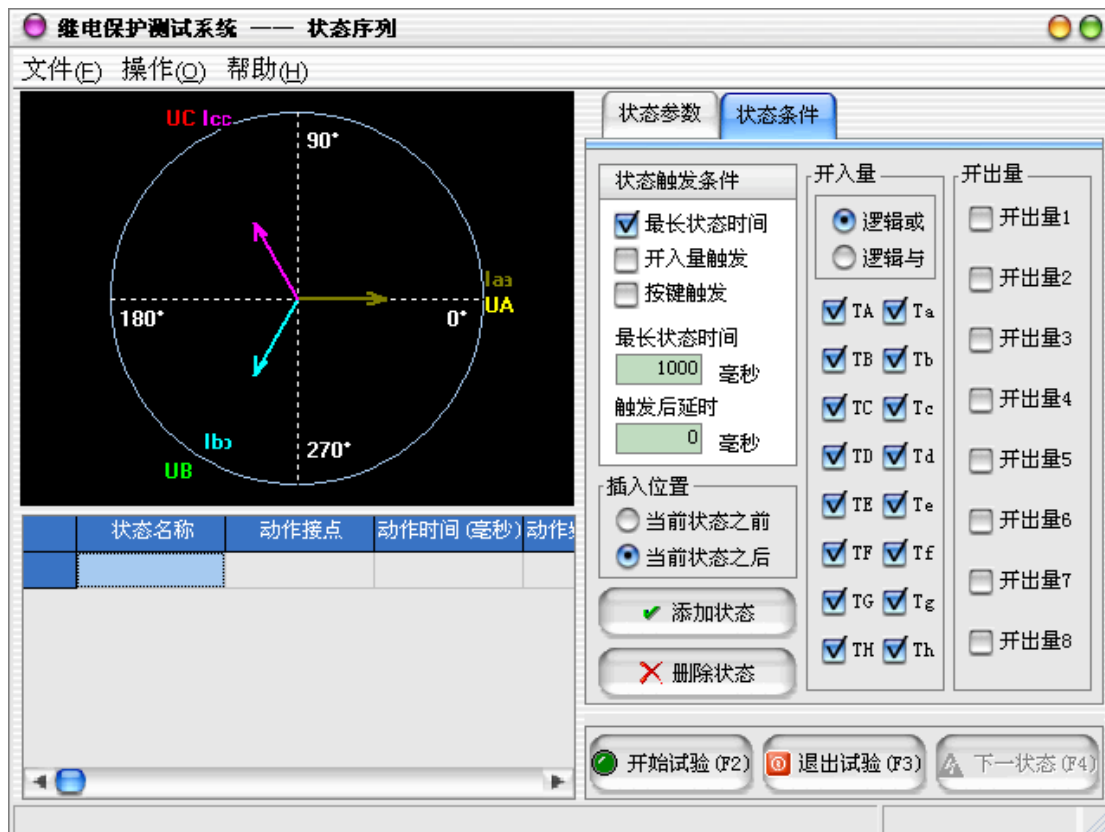 继电保护测试系统 —— 状态序列
文件(F) 操作(O) 帮助(H)
UC Icc
90°
180°
0°
Iaa
UA
Ibb
UB
270°
状态名称 动作接点 动作时间(毫秒)
状态参数 状态条件
状态触发条件
最长状态时间
开入量触发
按键触发
最长状态时间
1000 毫秒
触发后延时
0 毫秒
插入位置
当前状态之前
当前状态之后
添加状态
删除状态
开入量
逻辑或
逻辑与
TA Ta
TB Tb
TC Tc
TD Td
TE Te
TF Tf
TG Tg
TH Th
开出量
开出量1
开出量2
开出量3
开出量4
开出量5
开出量6
开出量7
开出量8
开始试验(F2) 退出试验(F3) 下一状态(F4)